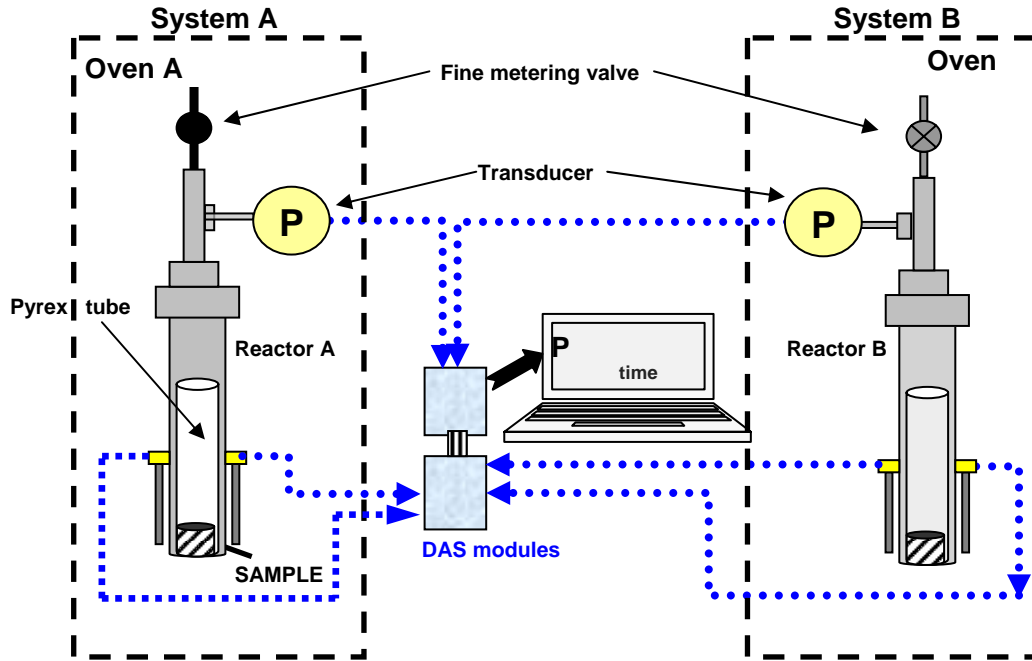 System A
System B
Oven A
Oven
Fine metering valve
Transducer
P
P
Pyrex tube
Reactor A
Reactor B
P
time
DAS modules
SAMPLE